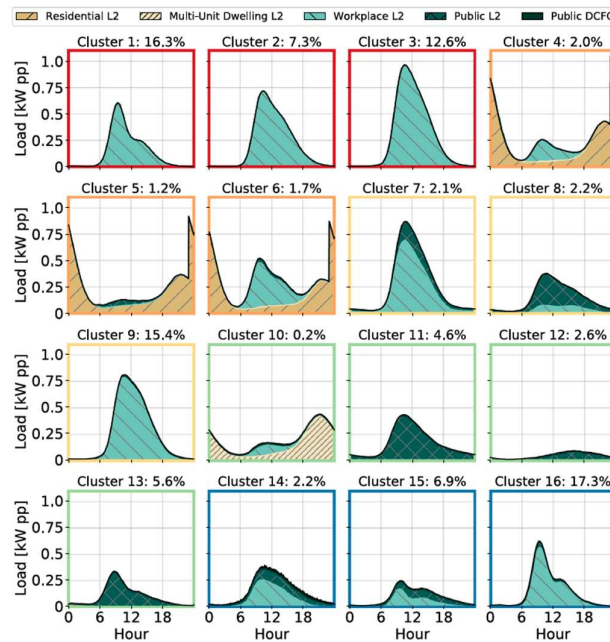 Residential L2 Multi-Unit Dwelling L2 Workplace L2 Public L2 Public DCFC
Cluster 1: 16.3% Cluster 2: 7.3% Cluster 3: 12.6% Cluster 4: 2.0%
Load [kW pp]
1.0
0.75
0.5
0.25
0
Cluster 5: 1.2% Cluster 6: 1.7% Cluster 7: 2.1% Cluster 8: 2.2%
Load [kW pp]
1.0
0.75
0.5
0.25
0
Cluster 9: 15.4% Cluster 10: 0.2% Cluster 11: 4.6% Cluster 12: 2.6%
Load [kW pp]
1.0
0.75
0.5
0.25
0
Cluster 13: 5.6% Cluster 14: 2.2% Cluster 15: 6.9% Cluster 16: 17.3%
Load [kW pp]
1.0
0.75
0.5
0.25
0
0 6 12 18 0 6 12 18 0 6 12 18 0 6 12 18
Hour Hour Hour Hour